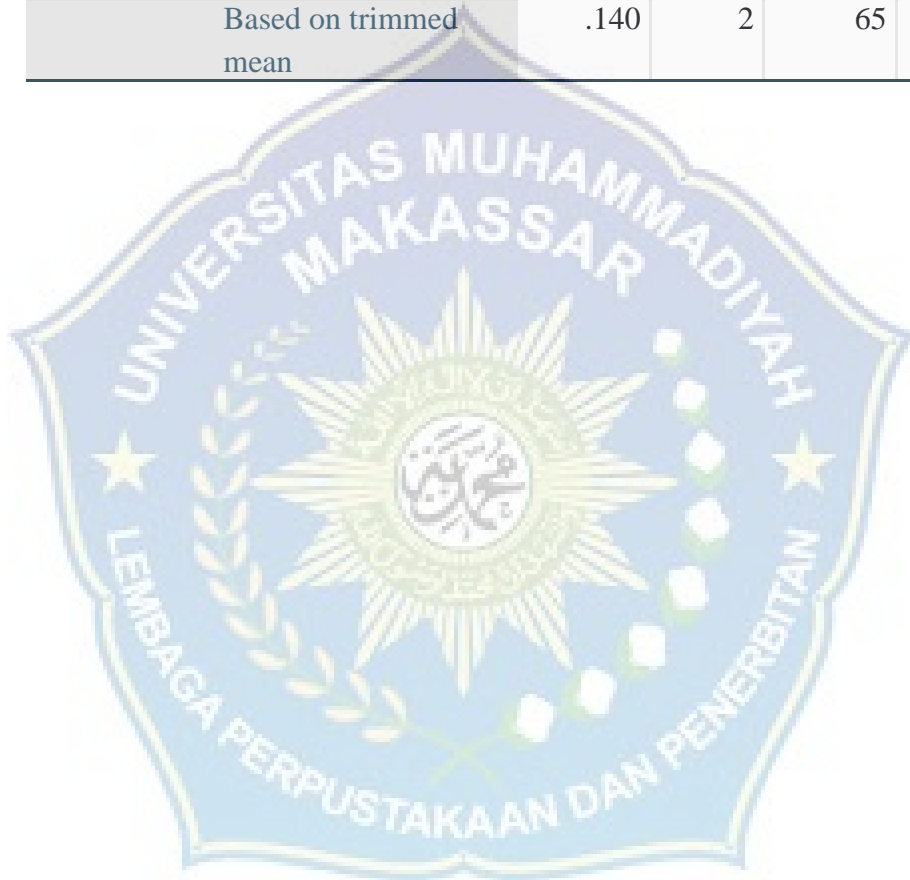 Based on trimmed .140 2 65
mean
UNIVERSITAS MUHAMMADIYAH
MAKASSAR
LEMBAGA PERPUSTAKAAN DAN PENERBITAN